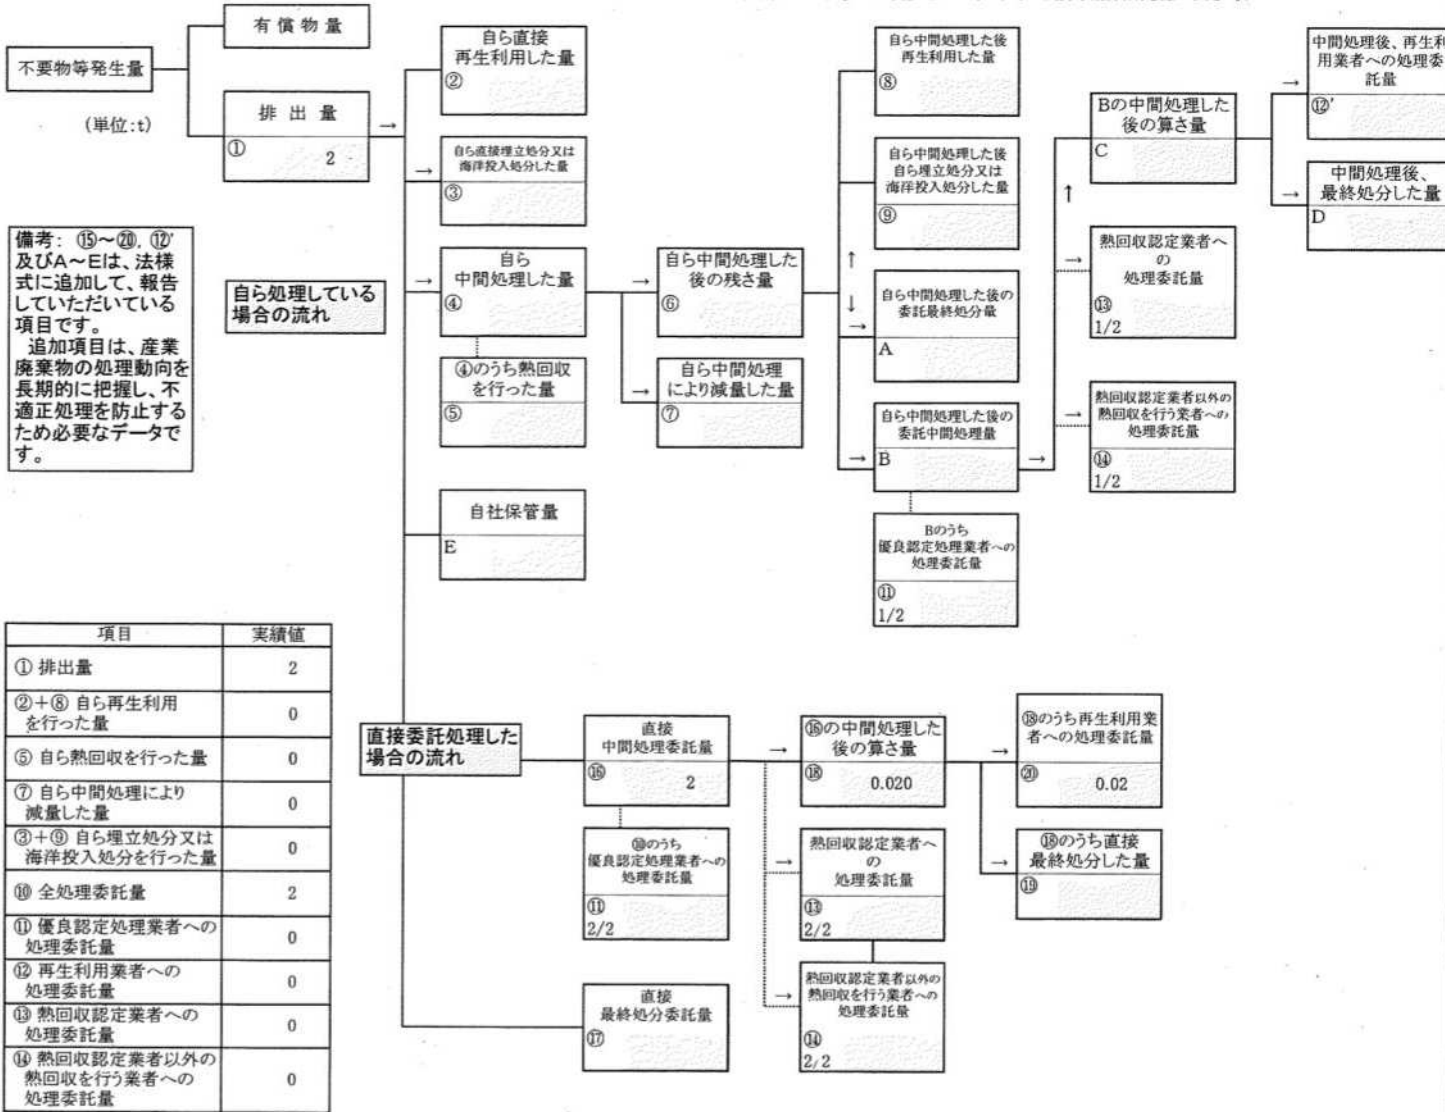 不要物等発生量
(単位:t)
有償物量
排出量
①
2
→
備考: ⑮~⑳, ⑫'
及びA~Eは、法様
式に追加して、報告
していただいている
項目です。
追加項目は、産業
廃棄物の処理動向を
長期的に把握し、不
適正処理を防止する
ため必要なデータで
す。
自ら処理している
場合の流れ
自ら直接
再生利用した量
②
→
自ら直接埋立処分又は
海洋投入処分した量
③
→
自ら
中間処理した量
④
④のうち熱回収
を行った量
⑤
自社保管量
E
→
自ら中間処理した
後の残さ量
⑥
→
自ら中間処理
により減量した量
⑦
自ら中間処理した後
再生利用した量
⑧
自ら中間処理した後
自ら埋立処分又は
海洋投入処分した量
⑨
↑
↓
→
自ら中間処理した後の
委託最終処分量
A
→
自ら中間処理した後の
委託中間処理量
B
Bのうち
優良認定処理業者への
処理委託量
⑪
1/2
→
↑
Bの中間処理した
後の算さ量
C
→
熱回収認定業者へ
の
処理委託量
⑬
1/2
→
熱回収認定業者以外の
熱回収を行う業者への
処理委託量
⑭
1/2
→
中間処理後、再生利
用業者への処理委
託量
⑫'
→
中間処理後、
最終処分した量
D
項目 実績値
① 排出量 2
②+⑧ 自ら再生利用
を行った量 0
⑤ 自ら熱回収を行った量 0
⑦ 自ら中間処理により
減量した量 0
③+⑨ 自ら埋立処分又は
海洋投入処分を行った量 0
⑩ 全処理委託量 2
⑪ 優良認定処理業者への
処理委託量 0
⑫ 再生利用業者への
処理委託量 0
⑬ 熱回収認定業者への
処理委託量 0
⑭ 熱回収認定業者以外の
熱回収を行う業者への
処理委託量 0
直接委託処理した
場合の流れ
直接
中間処理委託量
⑯
2
⑩のうち
優良認定処理業者への
処理委託量
⑪
2/2
直接
最終処分委託量
⑰
→
⑯の中間処理した
後の算さ量
⑱
0.020
→
熱回収認定業者へ
の
処理委託量
⑬
2/2
→
熱回収認定業者以外の
熱回収を行う業者への
処理委託量
⑭
2/2
→
⑱のうち再生利用業
者への処理委託量
⑳
0.02
→
⑱のうち直接
最終処分した量
⑲